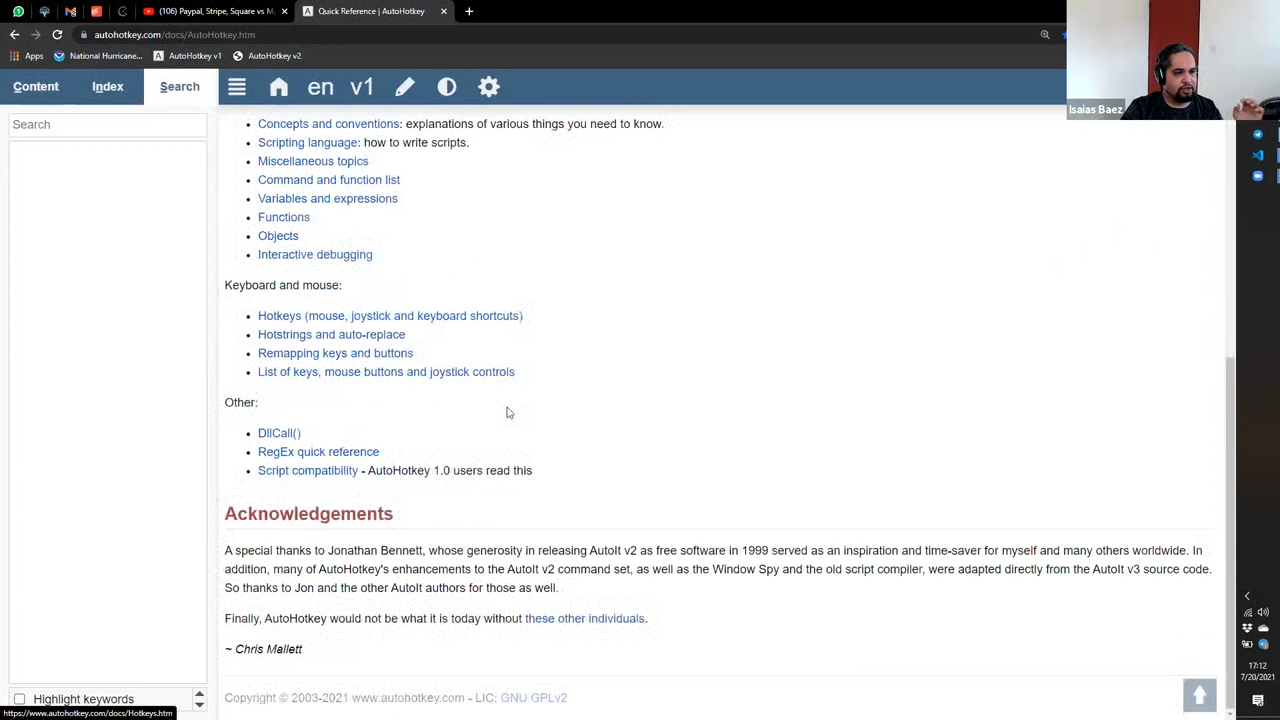 (106) Paypal, Stripe, Square vs M
Quick Reference | AutoHotkey
autohotkey.com/docs/AutoHotkey.htm
Apps
National Hurricane...
AutoHotkey v1
AutoHotkey v2
Isaias Baez
Content
Index
Search
en
v1
Search
Concepts and conventions: explanations of various things you need to know.
Scripting language: how to write scripts.
Miscellaneous topics
Command and function list
Variables and expressions
Functions
Objects
Interactive debugging
Keyboard and mouse:
Hotkeys (mouse, joystick and keyboard shortcuts)
Hotstrings and auto-replace
Remapping keys and buttons
List of keys, mouse buttons and joystick controls
Other:
DllCall()
RegEx quick reference
Script compatibility - AutoHotkey 1.0 users read this
Acknowledgements
A special thanks to Jonathan Bennett, whose generosity in releasing AutoIt v2 as free software in 1999 served as an inspiration and time-saver for myself and many others worldwide. In
addition, many of AutoHotkey's enhancements to the AutoIt v2 command set, as well as the Window Spy and the old script compiler, were adapted directly from the AutoIt v3 source code.
So thanks to Jon and the other AutoIt authors for those as well.
Finally, AutoHotkey would not be what it is today without these other individuals.
~ Chris Mallett
Copyright © 2003-2021 www.autohotkey.com - LIC: GNU GPLv2
Highlight keywords
https://www.autohotkey.com/docs/Hotkeys.htm
17:12
7/20/2021